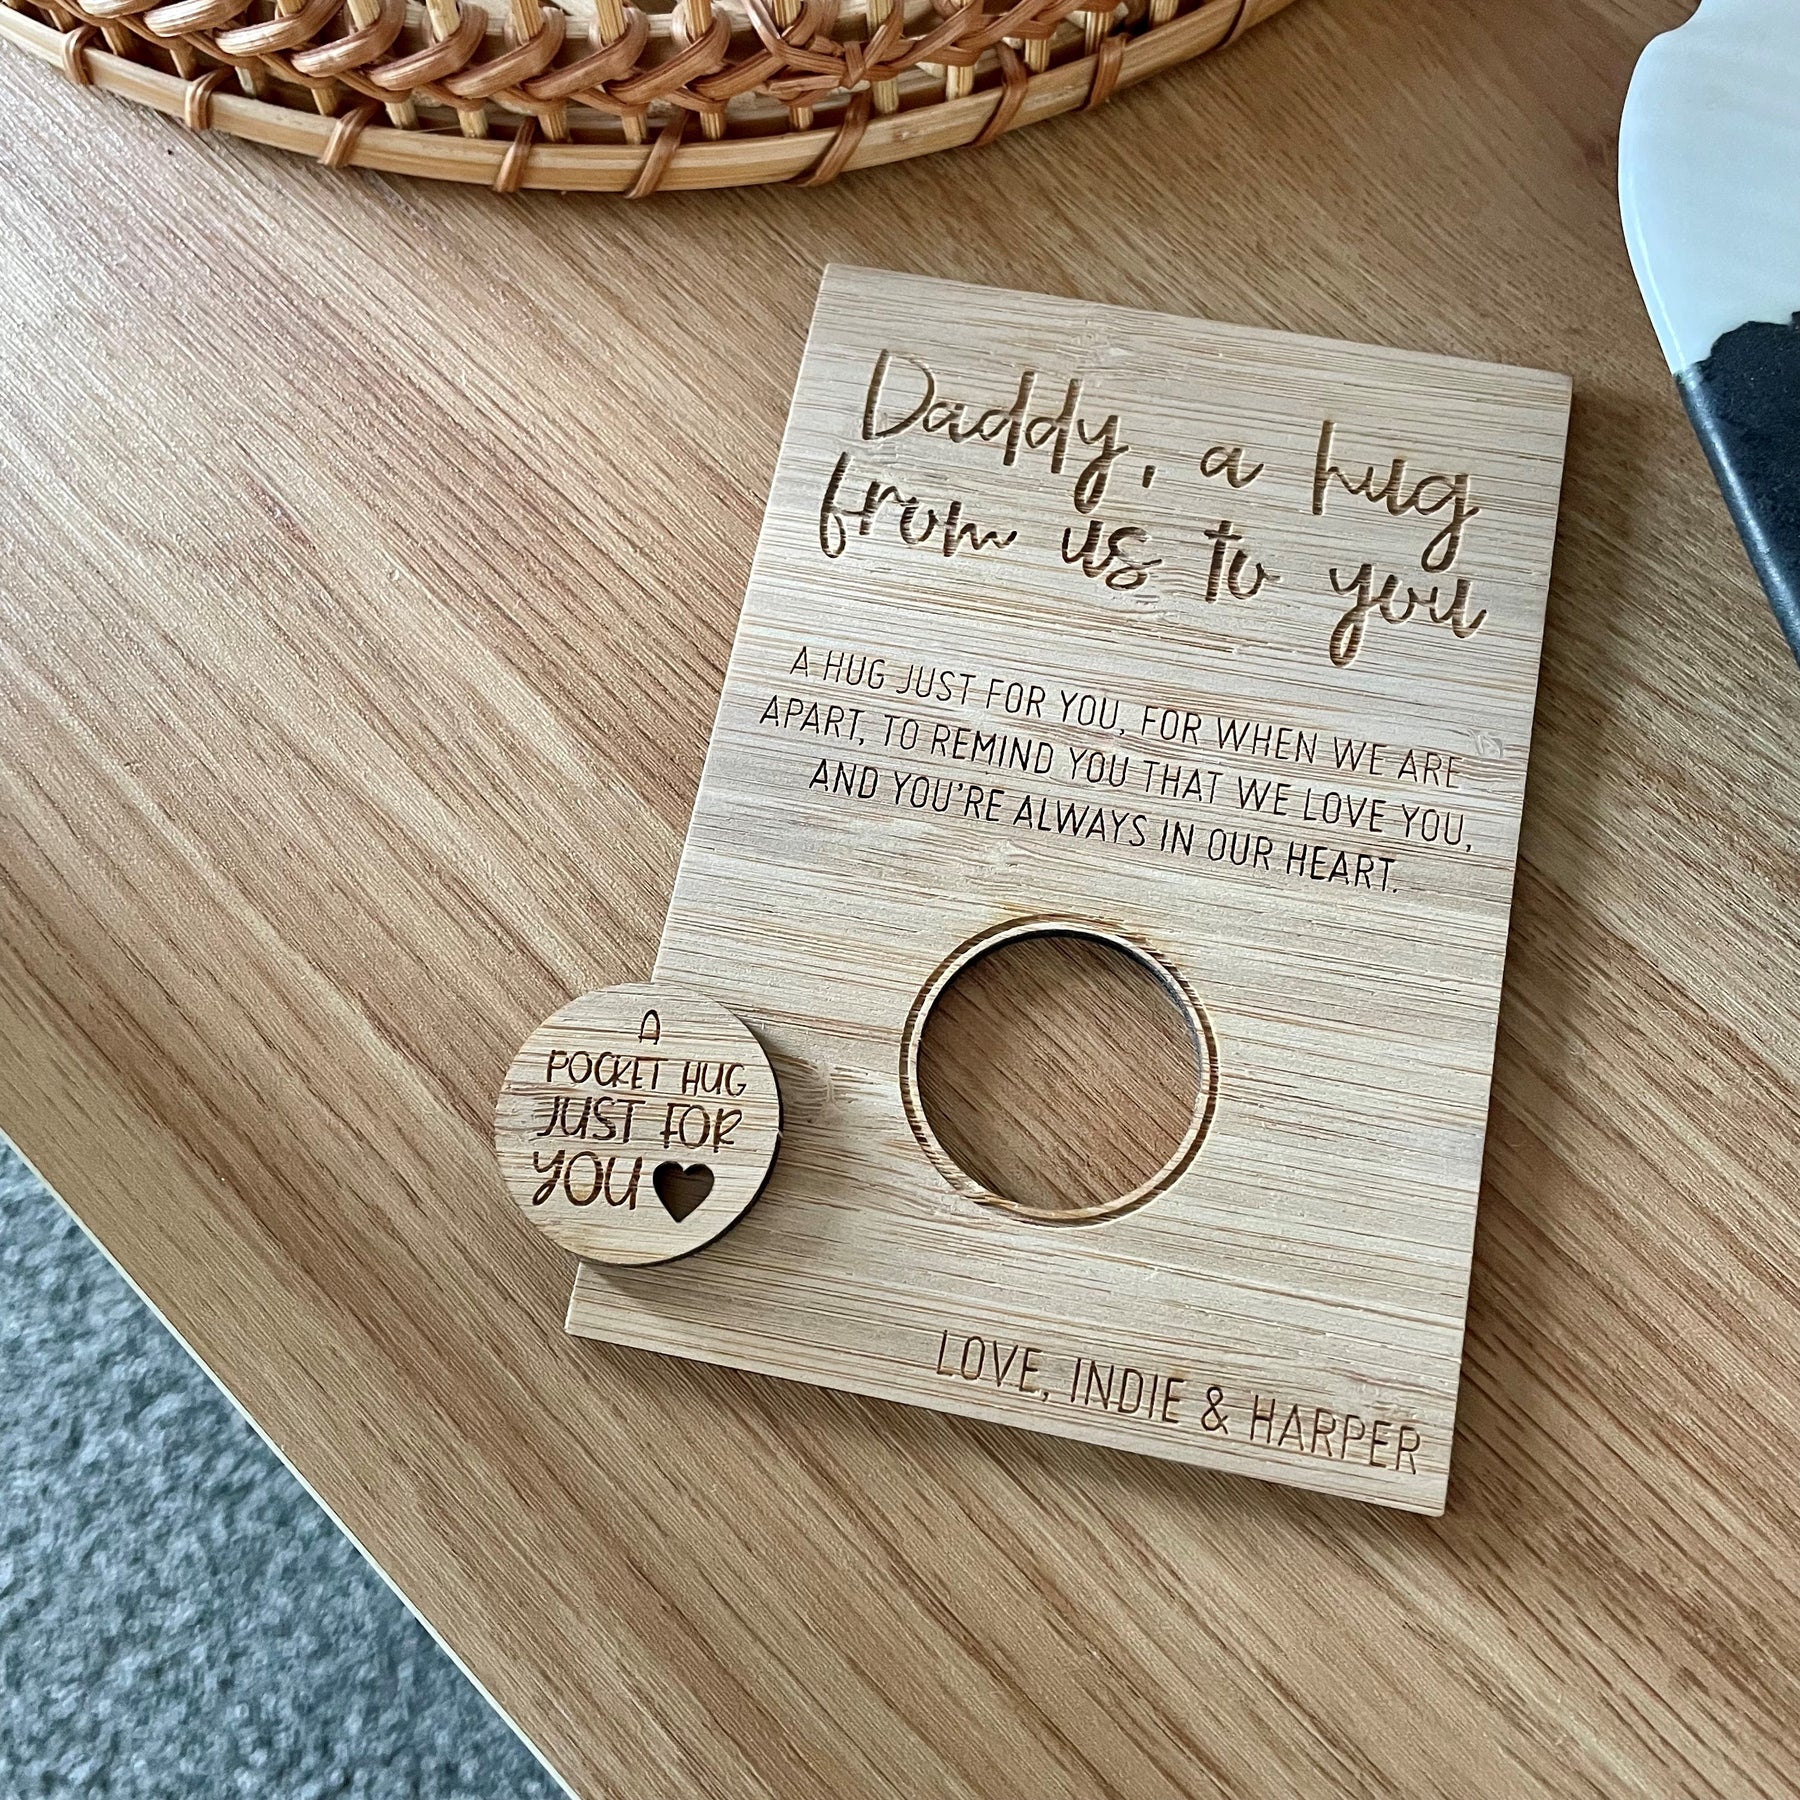 Daddy, a hug
from us to you
A HUG JUST FOR YOU, FOR WHEN WE ARE
APART, TO REMIND YOU THAT WE LOVE YOU,
AND YOU'RE ALWAYS IN OUR HEART.
A
POCKET HUG
JUST FOR
YOU
LOVE, INDIE & HARPER